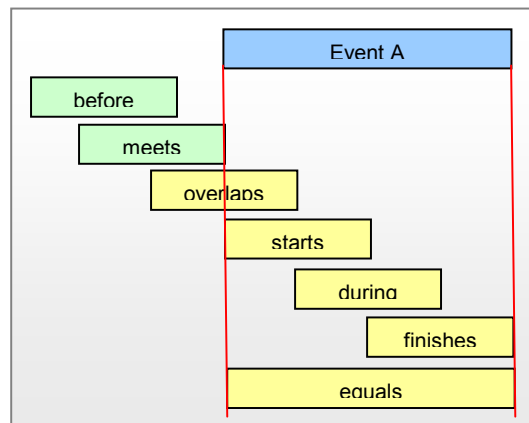 Event A
before
meets
overlaps
starts
during
finishes
equals